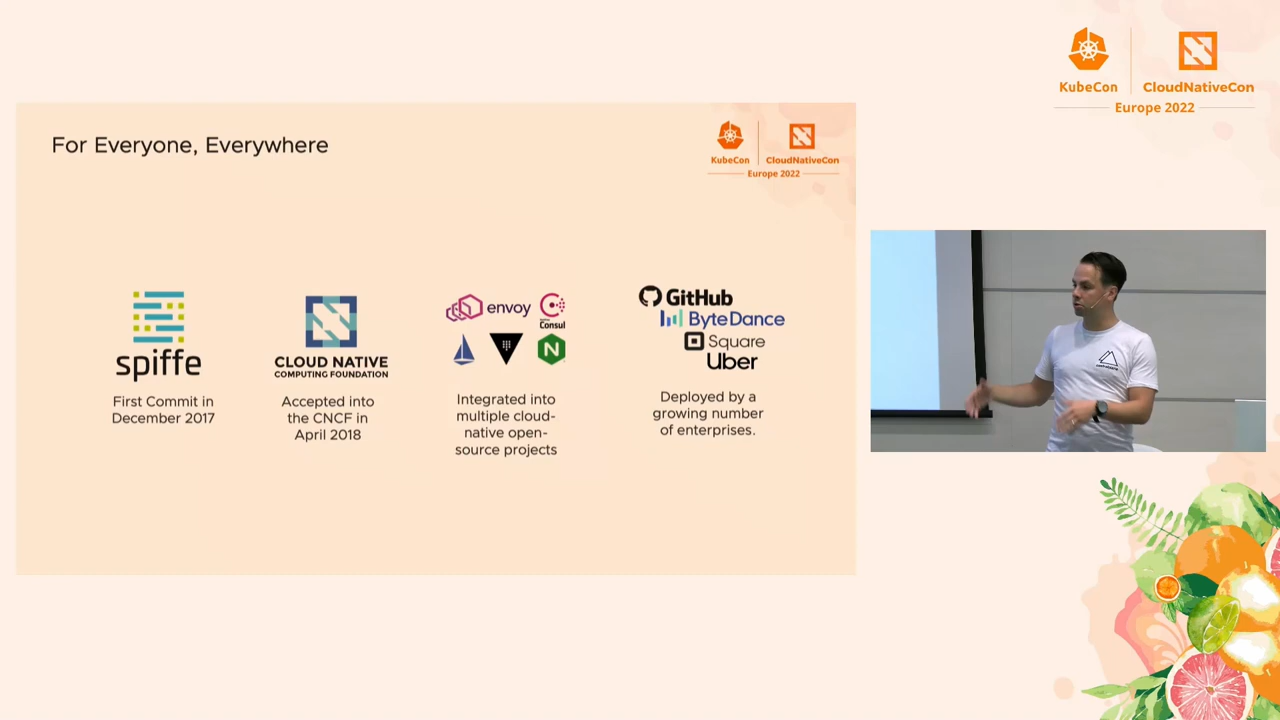 KubeCon
CloudNativeCon
Europe 2022
For Everyone, Everywhere
KubeCon
CloudNativeCon
Europe 2022
spiffe
First Commit in
December 2017
CLOUD NATIVE
COMPUTING FOUNDATION
Accepted into
the CNCF in
April 2018
envoy
Consul
N
Integrated into
multiple cloud-
native open-
source projects
GitHub
ByteDance
Square
Uber
Deployed by a
growing number
of enterprises.